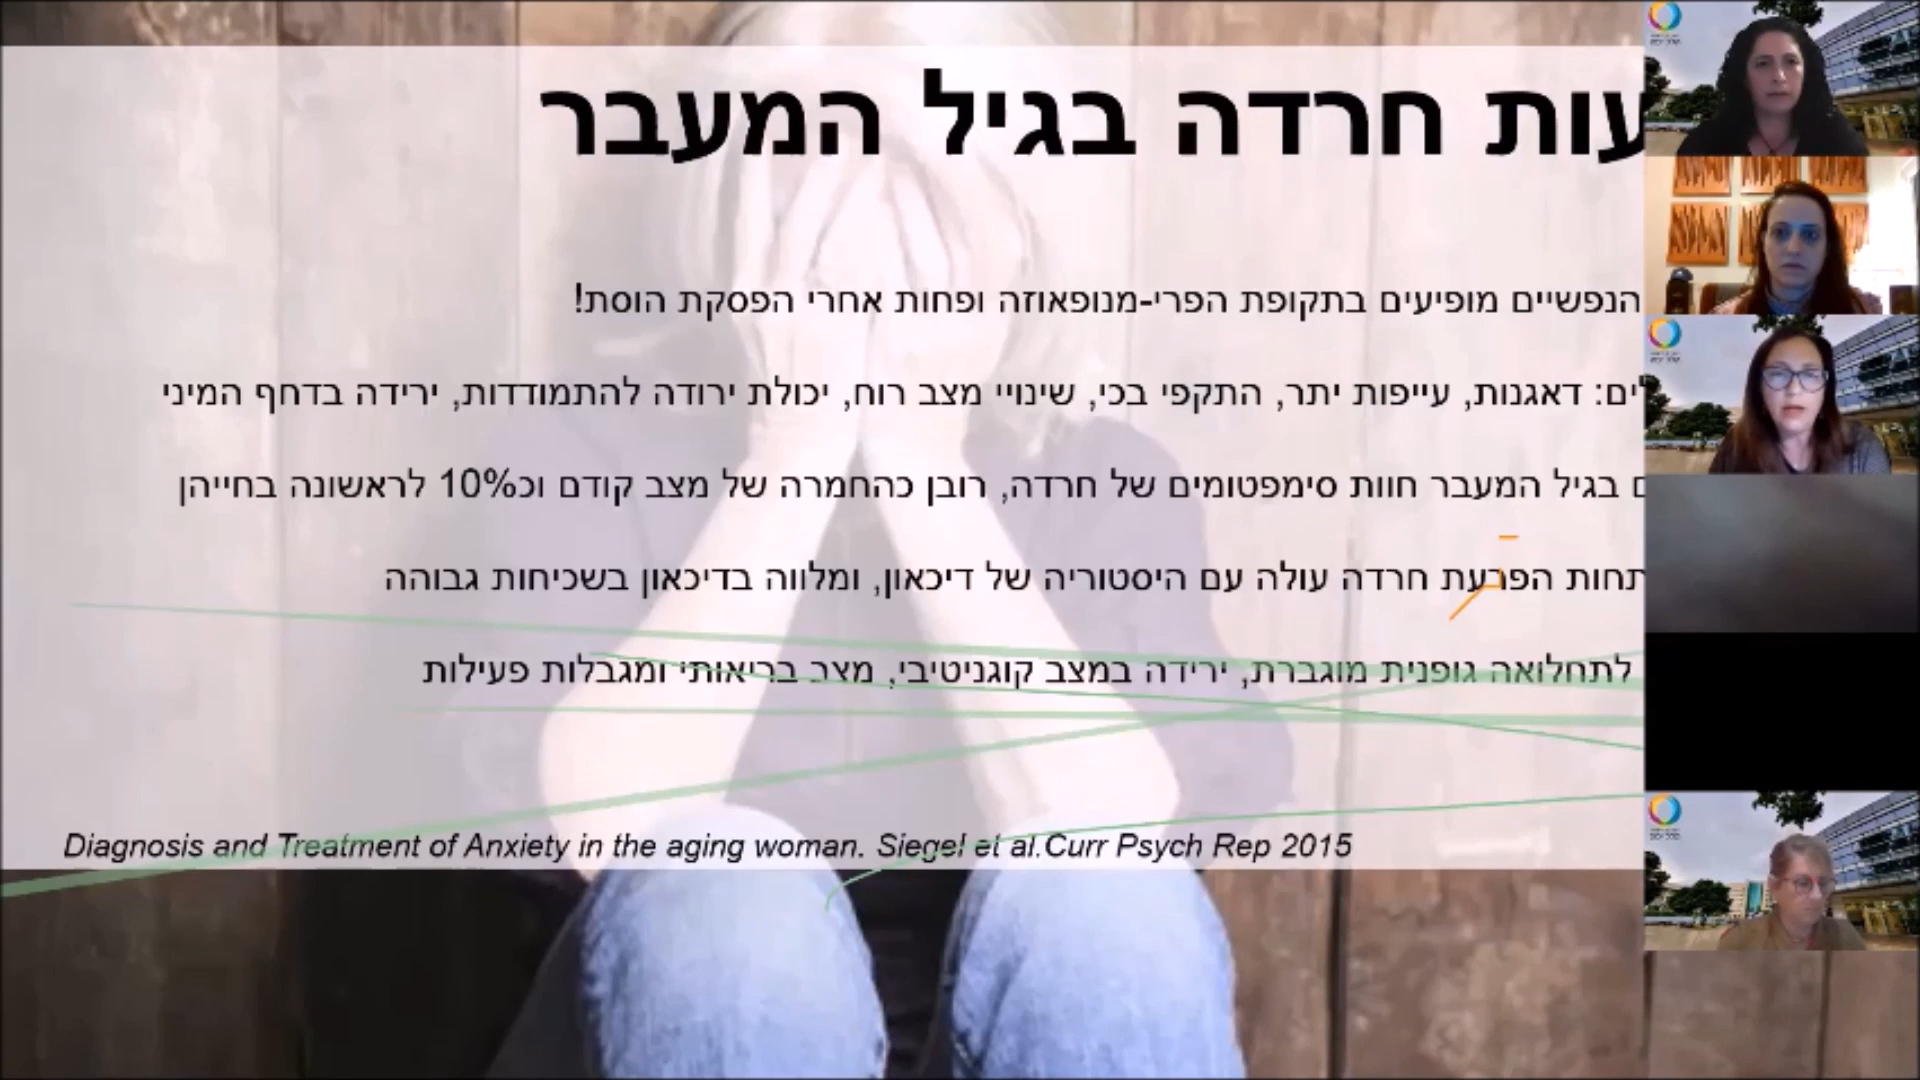 עות חרדה בגיל המעבר
הנפשיים מופיעים בתקופת הפרי-מנופאוזה ופחות אחרי הפסקת הוסת!
לים: דאגנות, עייפות יתר, התקפי בכי, שינויי מצב רוח, יכולת ירודה להתמודדות, ירידה בדחף המיני
בגיל המעבר חוות סימפטומים של חרדה, רובן כהחמרה של מצב קודם וכ10% לראשונה בחייהן
תחות הפרעת חרדה עולה עם היסטוריה של דיכאון, ומלווה בדיכאון בשכיחות גבוהה
לתחלואה גופנית מוגברת, ירידה במצב קוגניטיבי, מצב בריאותי ומגבלות פעילות
Diagnosis and Treatment of Anxiety in the aging woman. Siegel et al.Curr Psych Rep 2015